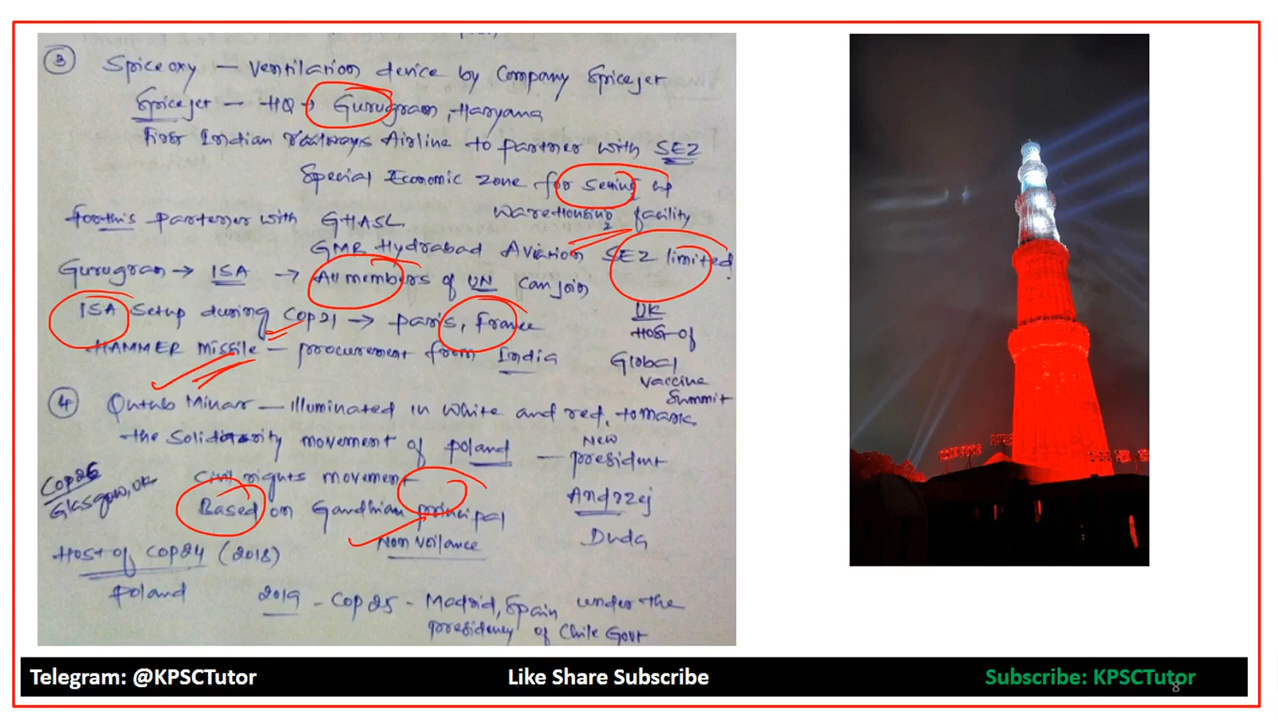 ③ Spiceoxy – Ventilation device by Company Spicejet
Spicejet – HQ → Gurugram, Haryana
First Indian Airline to partner with SEZ
Special Economic zone for setting up
warehousing facility
for this parterner with GHASL
GMR Hydrabad Aviation SEZ limited.
Gurugram → ISA → All members of UN can join
ISA Setup during COP21 → paris, France
UK
Host of
Global
Vaccine
Summit
HAMMER Missile – procurement from India
④ Qutub Minar – illuminated in white and red, to mark
the Solidarity movement of poland – New president
Andrzej
Duda
Civil rights movement
Based on Gandhian principal
Non Voilance
Cop26
Glasgow, UK
Host of Cop24 (2018)
Poland
2019 – Cop25 – Madrid, Spain under the
presidency of Chile Govt
Telegram: @KPSCTutor
Like Share Subscribe
Subscribe: KPSCTutor
8